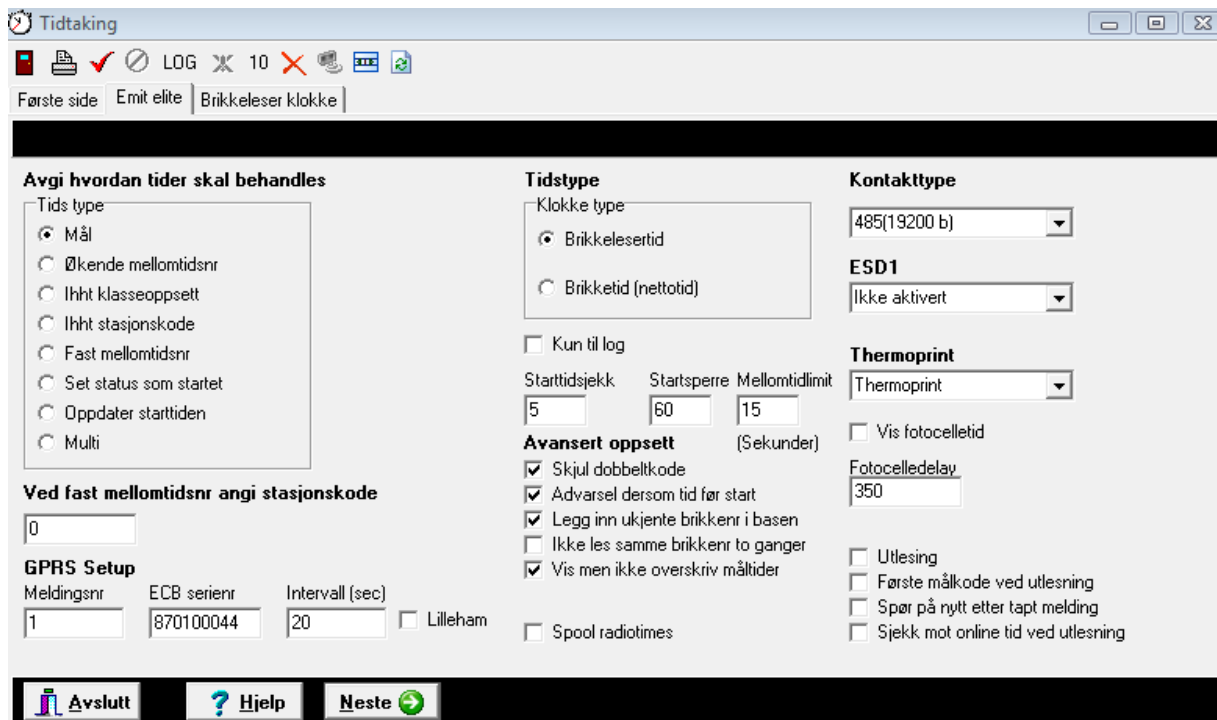 Tidtaking
LOG 10
Første side Emit elite Brikkeleser klokke
Avgi hvordan tider skal behandles
Tids type
Mål
Økende mellomtidsnr
Ihht klasseoppsett
Ihht stasjonskode
Fast mellomtidsnr
Set status som startet
Oppdater starttiden
Multi
Ved fast mellomtidsnr angi stasjonskode
0
GPRS Setup
Meldingsnr ECB serienr Intervall (sec)
1 870100044 20 Lilleham
Tidstype
Klokke type
Brikkelesertid
Brikketid (nettotid)
Kun til log
Starttidsjekk Startsperre Mellomtidlimit
5 60 15
Avansert oppsett (Sekunder)
Skjul dobbeltkode
Advarsel dersom tid før start
Legg inn ukjente brikkenr i basen
Ikke les samme brikkenr to ganger
Vis men ikke overskriv måltider
Spool radiotimes
Kontakttype
485(19200 b)
ESD1
Ikke aktivert
Thermoprint
Thermoprint
Vis fotocelletid
Fotocelledelay
350
Utlesing
Første målkode ved utlesning
Spør på nytt etter tapt melding
Sjekk mot online tid ved utlesning
Avslutt Hjelp Neste